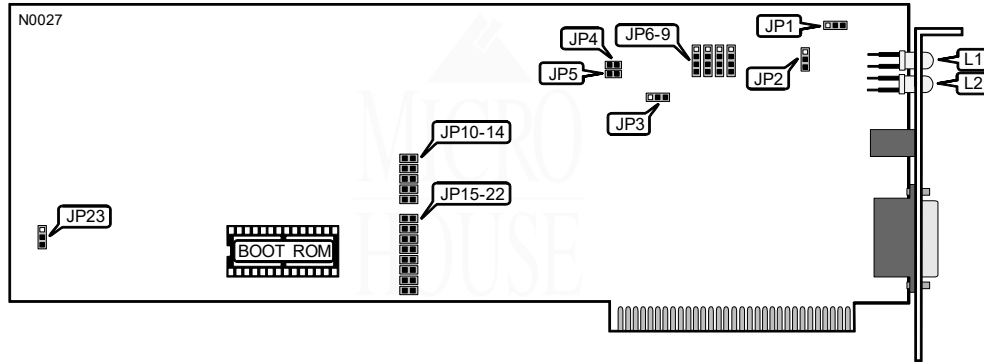 N0027
JP1
JP4
JP6-9
JP5
JP2
L1
L2
JP3
JP10-14
JP15-22
JP23
BOOT ROM
MICRO
HOUSE